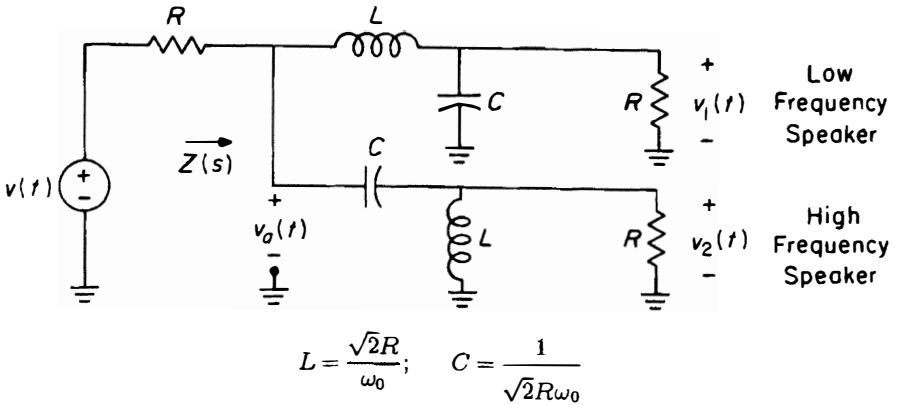 R
L
C
R
+
v₁(t)
-
Low
Frequency
Speaker
Z(s)
C
v(t)
+
-
+
vₐ(t)
-
L
R
+
v₂(t)
-
High
Frequency
Speaker
L = √2R/ω₀; C = 1/(√2Rω₀)